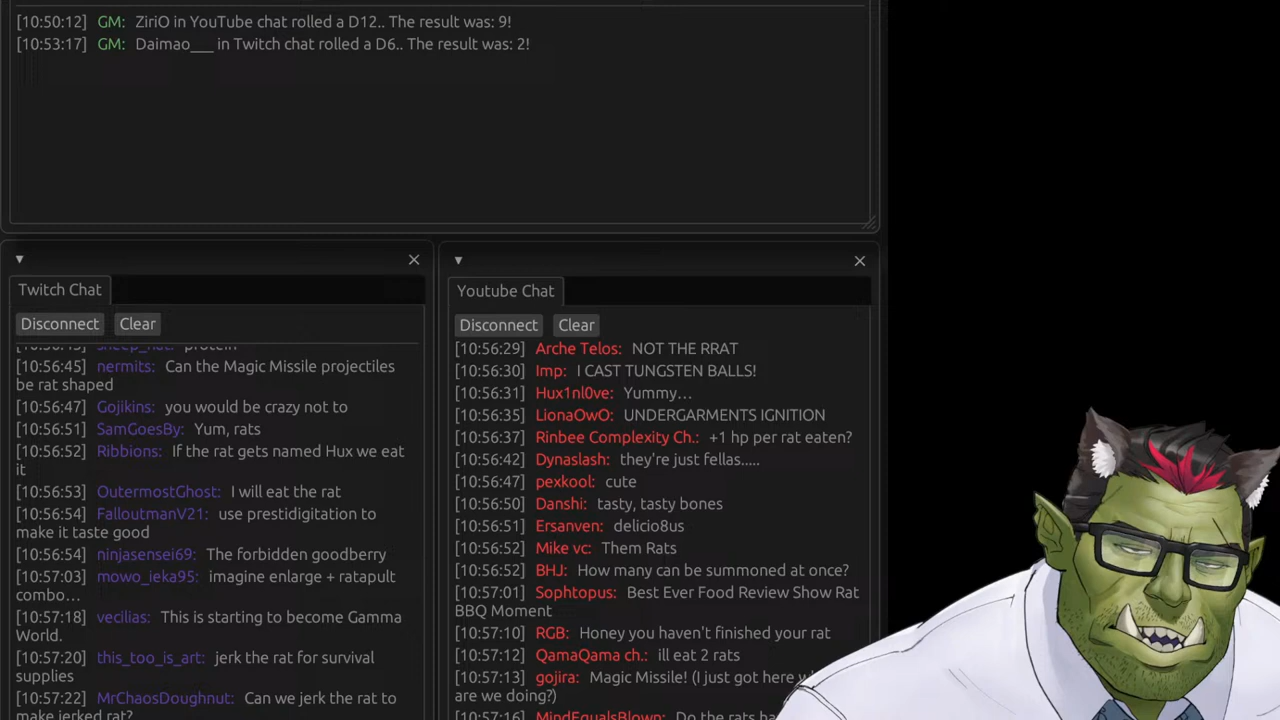 [10:50:12] GM: ZiriO in YouTube chat rolled a D12.. The result was: 9!
[10:53:17] GM: Daimao___ in Twitch chat rolled a D6.. The result was: 2!
Twitch Chat
Disconnect Clear
protein
[10:56:45] nermits: Can the Magic Missile projectiles
be rat shaped
[10:56:47] Gojikins: you would be crazy not to
[10:56:51] SamGoesBy: Yum, rats
[10:56:52] Ribbions: If the rat gets named Hux we eat
it
[10:56:53] OutermostGhost: I will eat the rat
[10:56:54] FalloutmanV21: use prestidigitation to
make it taste good
[10:56:54] ninjasensei69: The forbidden goodberry
[10:57:03] mowo_ieka95: imagine enlarge + ratapult
combo…
[10:57:18] vecilias: This is starting to become Gamma
World.
[10:57:20] this_too_is_art: jerk the rat for survival
supplies
[10:57:22] MrChaosDoughnut: Can we jerk the rat to
make jerked rat?
Youtube Chat
Disconnect Clear
[10:56:29] Arche Telos: NOT THE RRAT
[10:56:30] Imp: I CAST TUNGSTEN BALLS!
[10:56:31] Hux1nl0ve: Yummy…
[10:56:35] LionaOwO: UNDERGARMENTS IGNITION
[10:56:37] Rinbee Complexity Ch.: +1 hp per rat eaten?
[10:56:42] Dynaslash: they're just fellas.....
[10:56:47] pexkool: cute
[10:56:50] Danshi: tasty, tasty bones
[10:56:51] Ersanven: delicio8us
[10:56:52] Mike vc: Them Rats
[10:56:52] BHJ: How many can be summoned at once?
[10:57:01] Sophtopus: Best Ever Food Review Show Rat
BBQ Moment
[10:57:10] RGB: Honey you haven't finished your rat
[10:57:12] QamaQama ch.: ill eat 2 rats
[10:57:13] gojira: Magic Missile! (I just got here
are we doing?)
[10:57:16] MindEqualsBlown: Do the rats